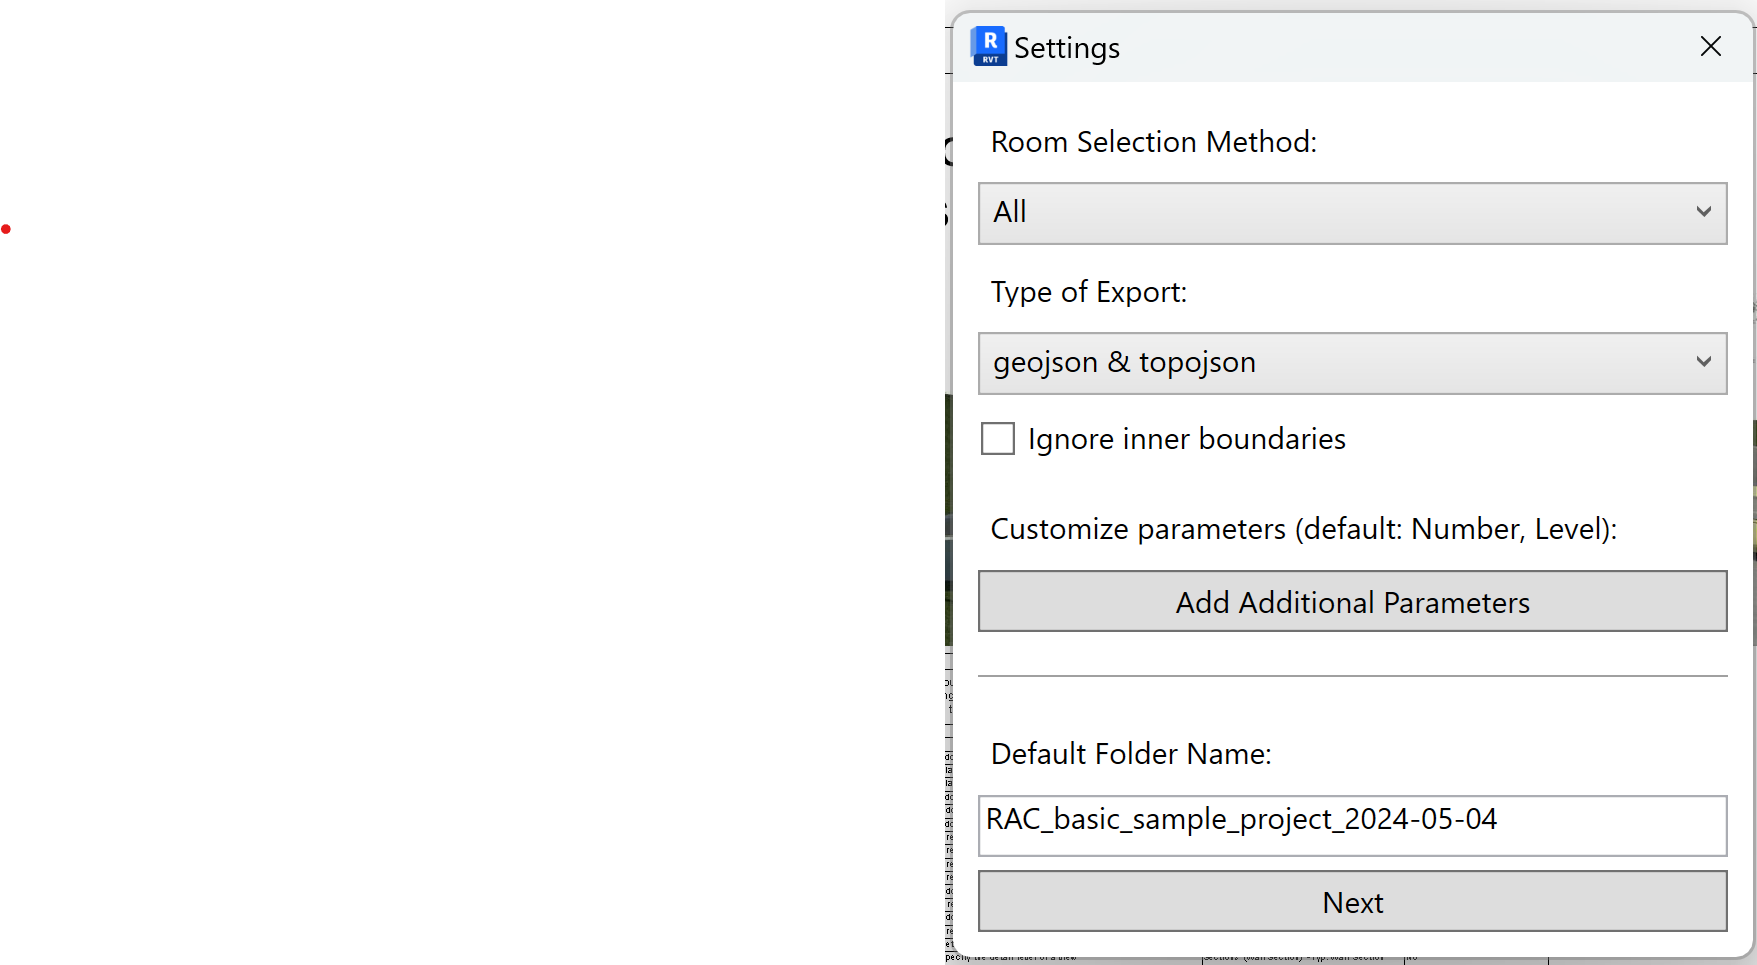 R
RVT
Settings
Room Selection Method:
All
Type of Export:
geojson & topojson
Ignore inner boundaries
Customize parameters (default: Number, Level):
Add Additional Parameters
Default Folder Name:
RAC_basic_sample_project_2024-05-04
Next